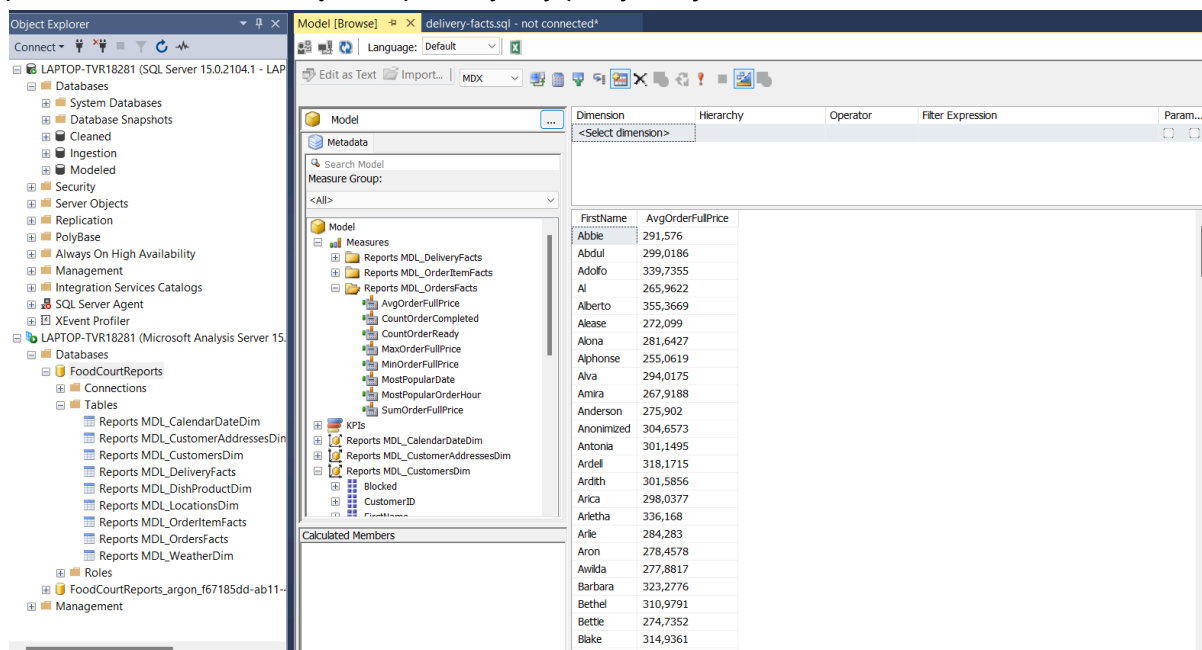 Object Explorer
Connect
LAPTOP-TVR18281 (SQL Server 15.0.2104.1 - LAP
Databases
System Databases
Database Snapshots
Cleaned
Ingestion
Modeled
Security
Server Objects
Replication
PolyBase
Always On High Availability
Management
Integration Services Catalogs
SQL Server Agent
XEvent Profiler
LAPTOP-TVR18281 (Microsoft Analysis Server 15.
Databases
FoodCourtReports
Connections
Tables
Reports MDL_CalendarDateDim
Reports MDL_CustomerAddressesDin
Reports MDL_CustomersDim
Reports MDL_DeliveryFacts
Reports MDL_DishProductDim
Reports MDL_LocationsDim
Reports MDL_OrderItemFacts
Reports MDL_OrdersFacts
Reports MDL_WeatherDim
Roles
FoodCourtReports_argon_f67185dd-ab11-
Management
Model [Browse] delivery-facts.sql - not connected*
Language: Default
Edit as Text Import... MDX
Model ...
Metadata
Search Model
Measure Group:
<All>
Model
Measures
Reports MDL_DeliveryFacts
Reports MDL_OrderItemFacts
Reports MDL_OrdersFacts
AvgOrderFullPrice
CountOrderCompleted
CountOrderReady
MaxOrderFullPrice
MinOrderFullPrice
MostPopularDate
MostPopularOrderHour
SumOrderFullPrice
KPIs
Reports MDL_CalendarDateDim
Reports MDL_CustomerAddressesDim
Reports MDL_CustomersDim
Blocked
CustomerID
Calculated Members
Dimension Hierarchy Operator Filter Expression Param...
<Select dimension>
FirstName AvgOrderFullPrice
Abbie 291,576
Abdul 299,0186
Adolfo 339,7355
Al 265,9622
Alberto 355,3669
Alease 272,099
Alona 281,6427
Alphonse 255,0619
Alva 294,0175
Amira 267,9188
Anderson 275,902
Anonimized 304,6573
Antonia 301,1495
Ardell 318,1715
Ardith 301,5856
Arica 298,0377
Arletha 336,168
Arlie 284,283
Aron 278,4578
Awilda 277,8817
Barbara 323,2776
Bethel 310,9791
Bettie 274,7352
Blake 314,9361